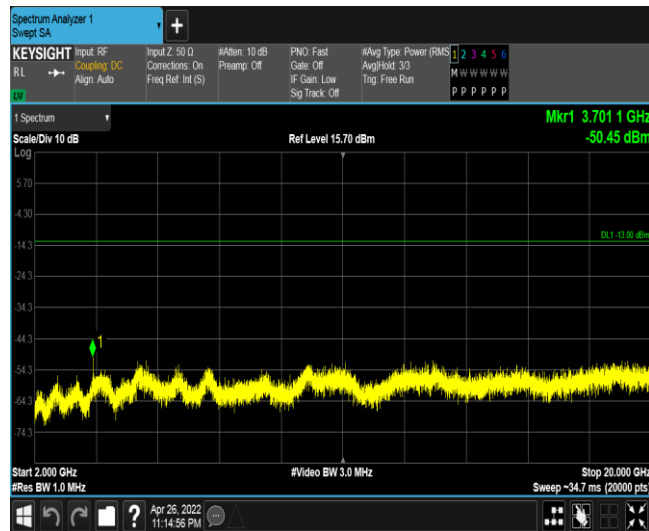 Spectrum Analyzer 1
Swept SA
+
KEYSIGHT
RL
Input: RF
Coupling: DC
Align: Auto
Input Z: 50 Ω
Corrections: On
Freq Ref: Int (S)
#Atten: 10 dB
Preamp: Off
PNO: Fast
Gate: Off
IF Gain: Low
Sig Track: Off
#Avg Type: Power (RMS
Avg|Hold: 3/3
Trig: Free Run
1 2 3 4 5 6
M W W W W W
P P P P P P
1 Spectrum
Mkr1 3.701 1 GHz
Scale/Div 10 dB
Ref Level 15.70 dBm
-50.45 dBm
Log
5.70
-4.30
DL1 -13.00 dBm
-14.3
-24.3
-34.3
-44.3
1
-54.3
-64.3
-74.3
Start 2.000 GHz
#Video BW 3.0 MHz
Stop 20.000 GHz
#Res BW 1.0 MHz
Sweep ~34.7 ms (20000 pts)
?
Apr 26, 2022
11:14:56 PM